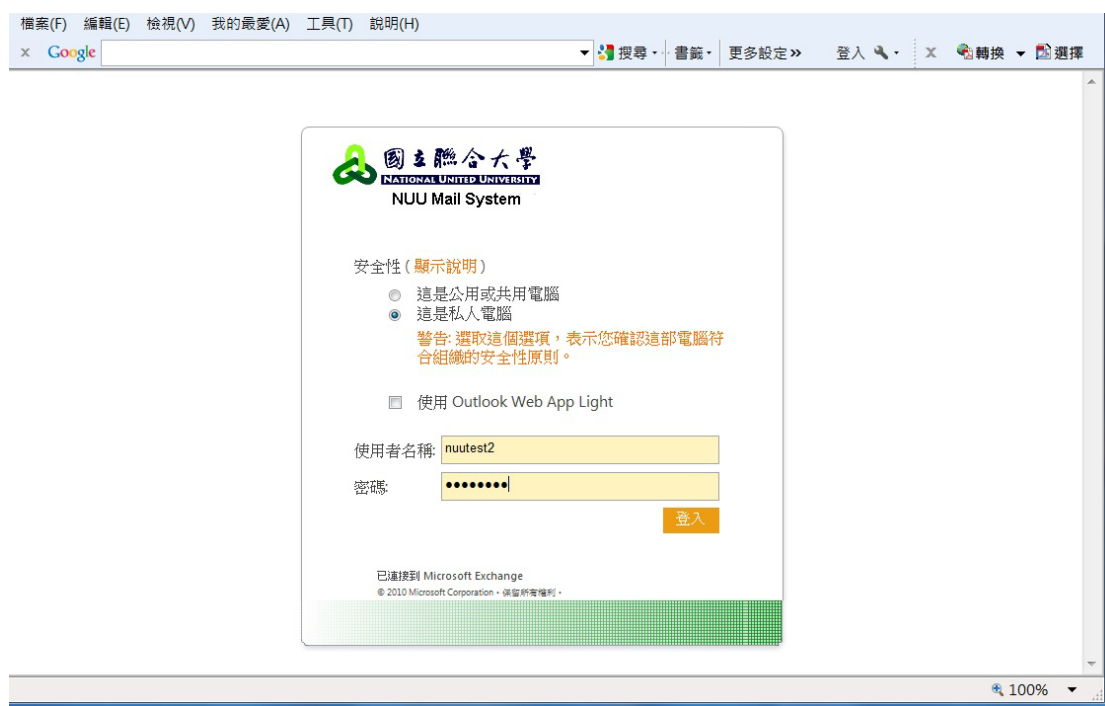 檔案(F) 編輯(E) 檢視(V) 我的最愛(A) 工具(T) 說明(H)
x Google 搜尋 書籤 更多設定 » 登入 x 轉換 選擇
國立聯合大學
NATIONAL UNITED UNIVERSITY
NUU Mail System
安全性 ( 顯示說明 )
這是公用或共用電腦
這是私人電腦
警告: 選取這個選項，表示您確認這部電腦符
合組織的安全性原則。
使用 Outlook Web App Light
使用者名稱: nuutest2
密碼: ••••••••
登入
已連接到 Microsoft Exchange
© 2010 Microsoft Corporation。保留所有權利。
100%